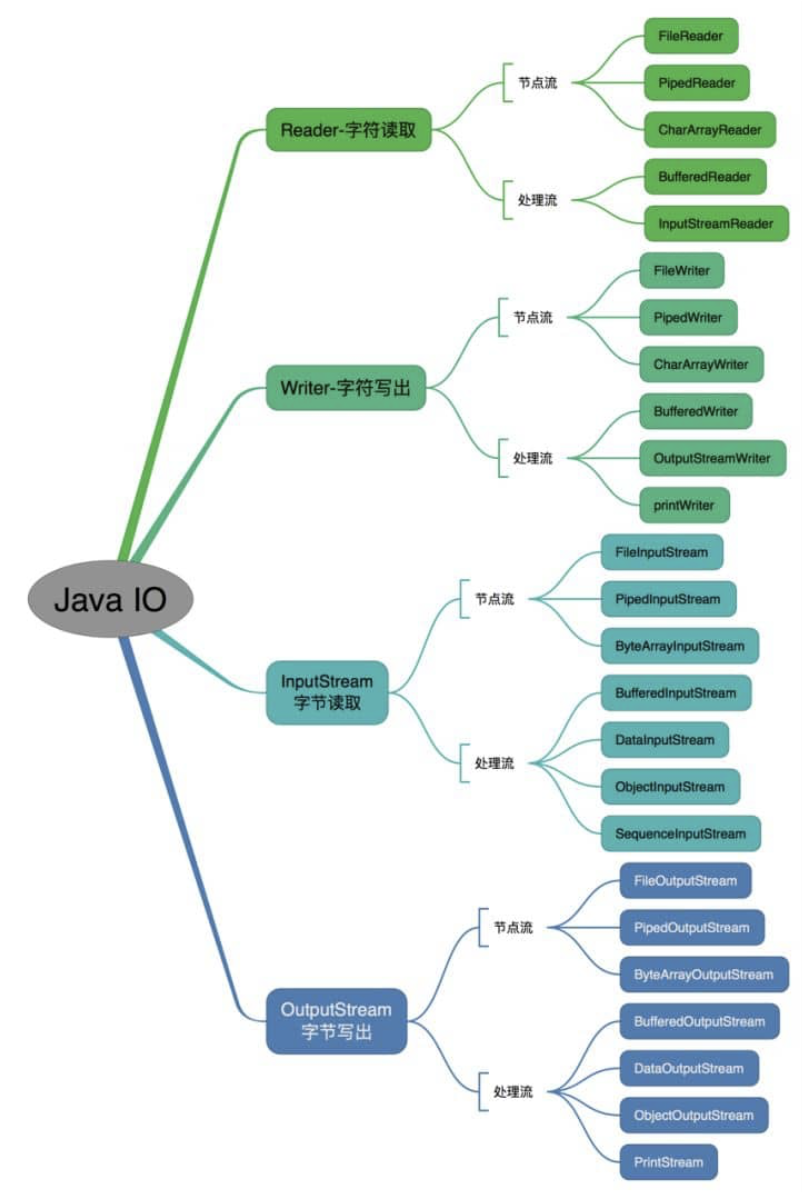 Java IO
Reader-字符读取
节点流
FileReader
PipedReader
CharArrayReader
处理流
BufferedReader
InputStreamReader
Writer-字符写出
节点流
FileWriter
PipedWriter
CharArrayWriter
处理流
BufferedWriter
OutputStreamWriter
printWriter
InputStream
字节读取
节点流
FileInputStream
PipedInputStream
ByteArrayInputStream
处理流
BufferedInputStream
DataInputStream
ObjectInputStream
SequenceInputStream
OutputStream
字节写出
节点流
FileOutputStream
PipedOutputStream
ByteArrayOutputStream
处理流
BufferedOutputStream
DataOutputStream
ObjectOutputStream
PrintStream